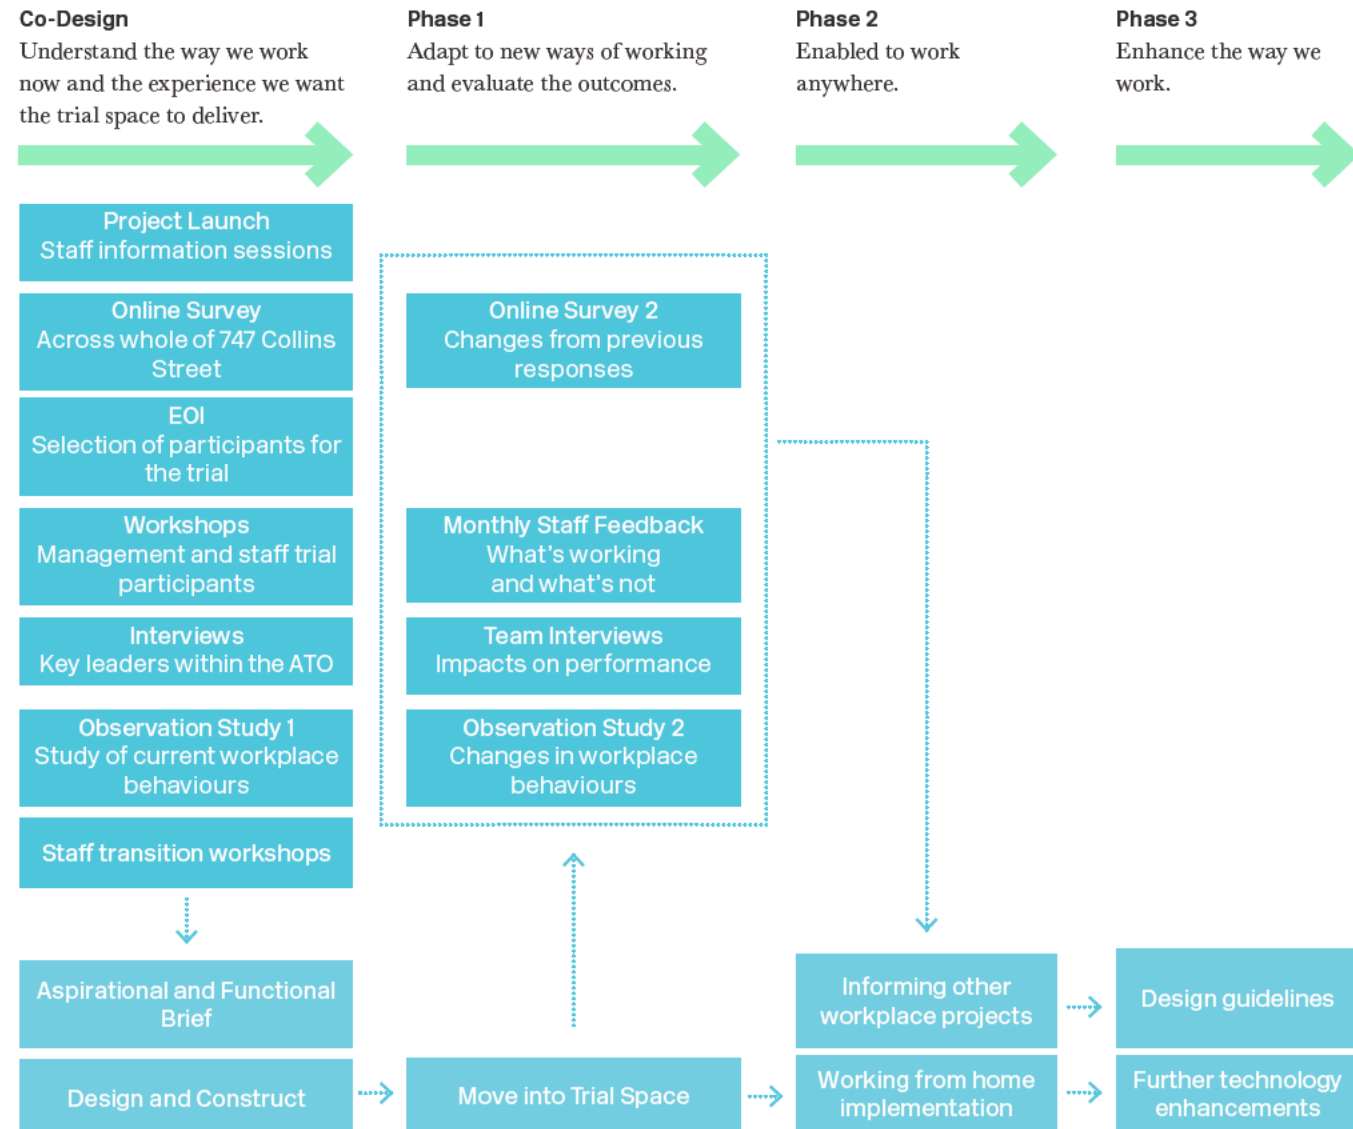 Co-Design
Understand the way we work
now and the experience we want
the trial space to deliver.
Phase 1
Adapt to new ways of working
and evaluate the outcomes.
Phase 2
Enabled to work
anywhere.
Phase 3
Enhance the way we
work.
Project Launch
Staff information sessions
Online Survey
Across whole of 747 Collins
Street
EOI
Selection of participants for
the trial
Workshops
Management and staff trial
participants
Interviews
Key leaders within the ATO
Observation Study 1
Study of current workplace
behaviours
Staff transition workshops
Aspirational and Functional
Brief
Design and Construct
Online Survey 2
Changes from previous
responses
Monthly Staff Feedback
What's working
and what's not
Team Interviews
Impacts on performance
Observation Study 2
Changes in workplace
behaviours
Move into Trial Space
Informing other
workplace projects
Working from home
implementation
Design guidelines
Further technology
enhancements